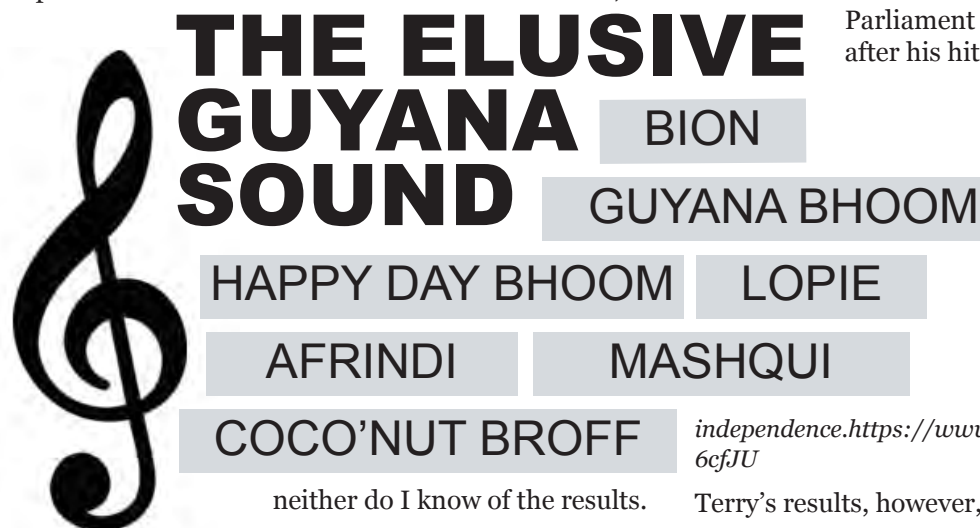 Parliament
after his hit
THE ELUSIVE
GUYANA
SOUND
BION
GUYANA BHOOM
HAPPY DAY BHOOM
LOPIE
AFRINDI
MASHQUI
COCO'NUT BROFF
neither do I know of the results.
independence.https://www
6cfJU
Terry's results, however,